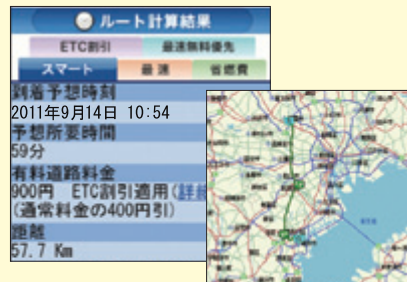 ルート計算結果
ETC割引 最速無料優先
スマート 最速 省燃費
到着予想時刻
2011年9月14日 10:54
予想所要時間
59分
有料道路料金
900円 ETC割引適用(詳細
(通常料金の400円引)
距離
57.7 Km